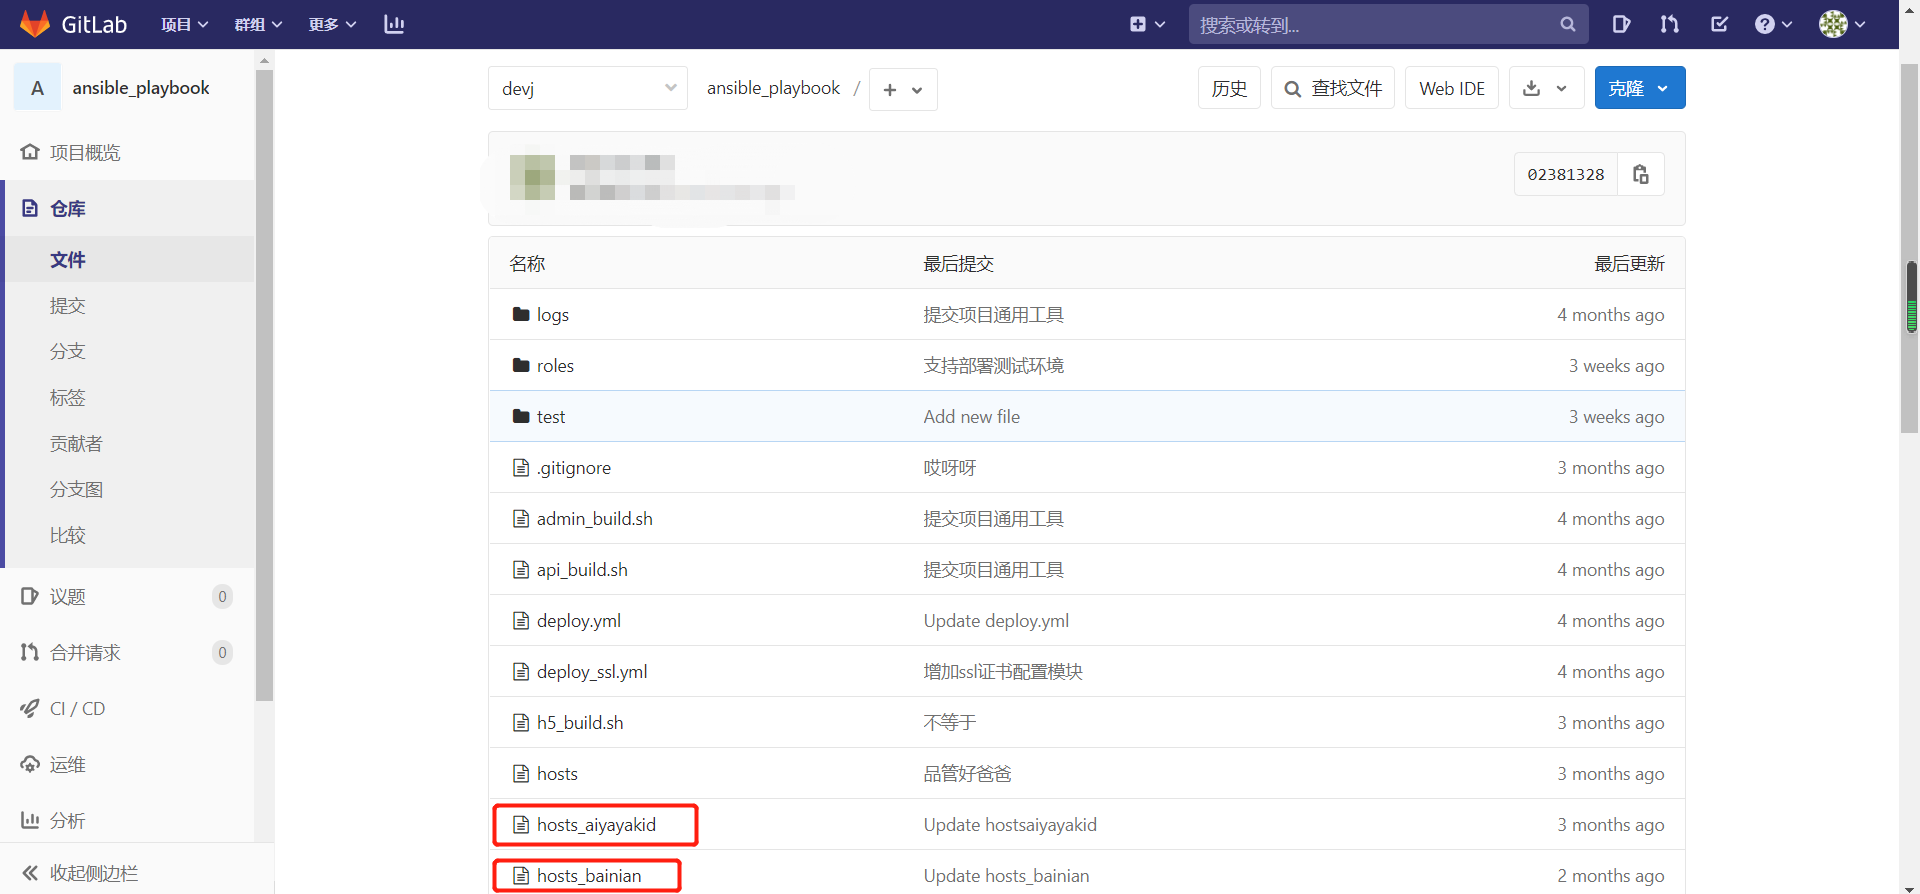 GitLab 项目 群组 更多 搜索或转到...
A ansible_playbook
项目概览
仓库
文件
提交
分支
标签
贡献者
分支图
比较
议题 0
合并请求 0
CI / CD
运维
分析
收起侧边栏
devj ansible_playbook / + 历史 查找文件 Web IDE 克隆
02381328
名称 最后提交 最后更新
logs 提交项目通用工具 4 months ago
roles 支持部署测试环境 3 weeks ago
test Add new file 3 weeks ago
.gitignore 哎呀呀 3 months ago
admin_build.sh 提交项目通用工具 4 months ago
api_build.sh 提交项目通用工具 4 months ago
deploy.yml Update deploy.yml 4 months ago
deploy_ssl.yml 增加ssl证书配置模块 4 months ago
h5_build.sh 不等于 3 months ago
hosts 品管好爸爸 3 months ago
hosts_aiyayakid Update hostsaiyayakid 3 months ago
hosts_bainian Update hosts_bainian 2 months ago